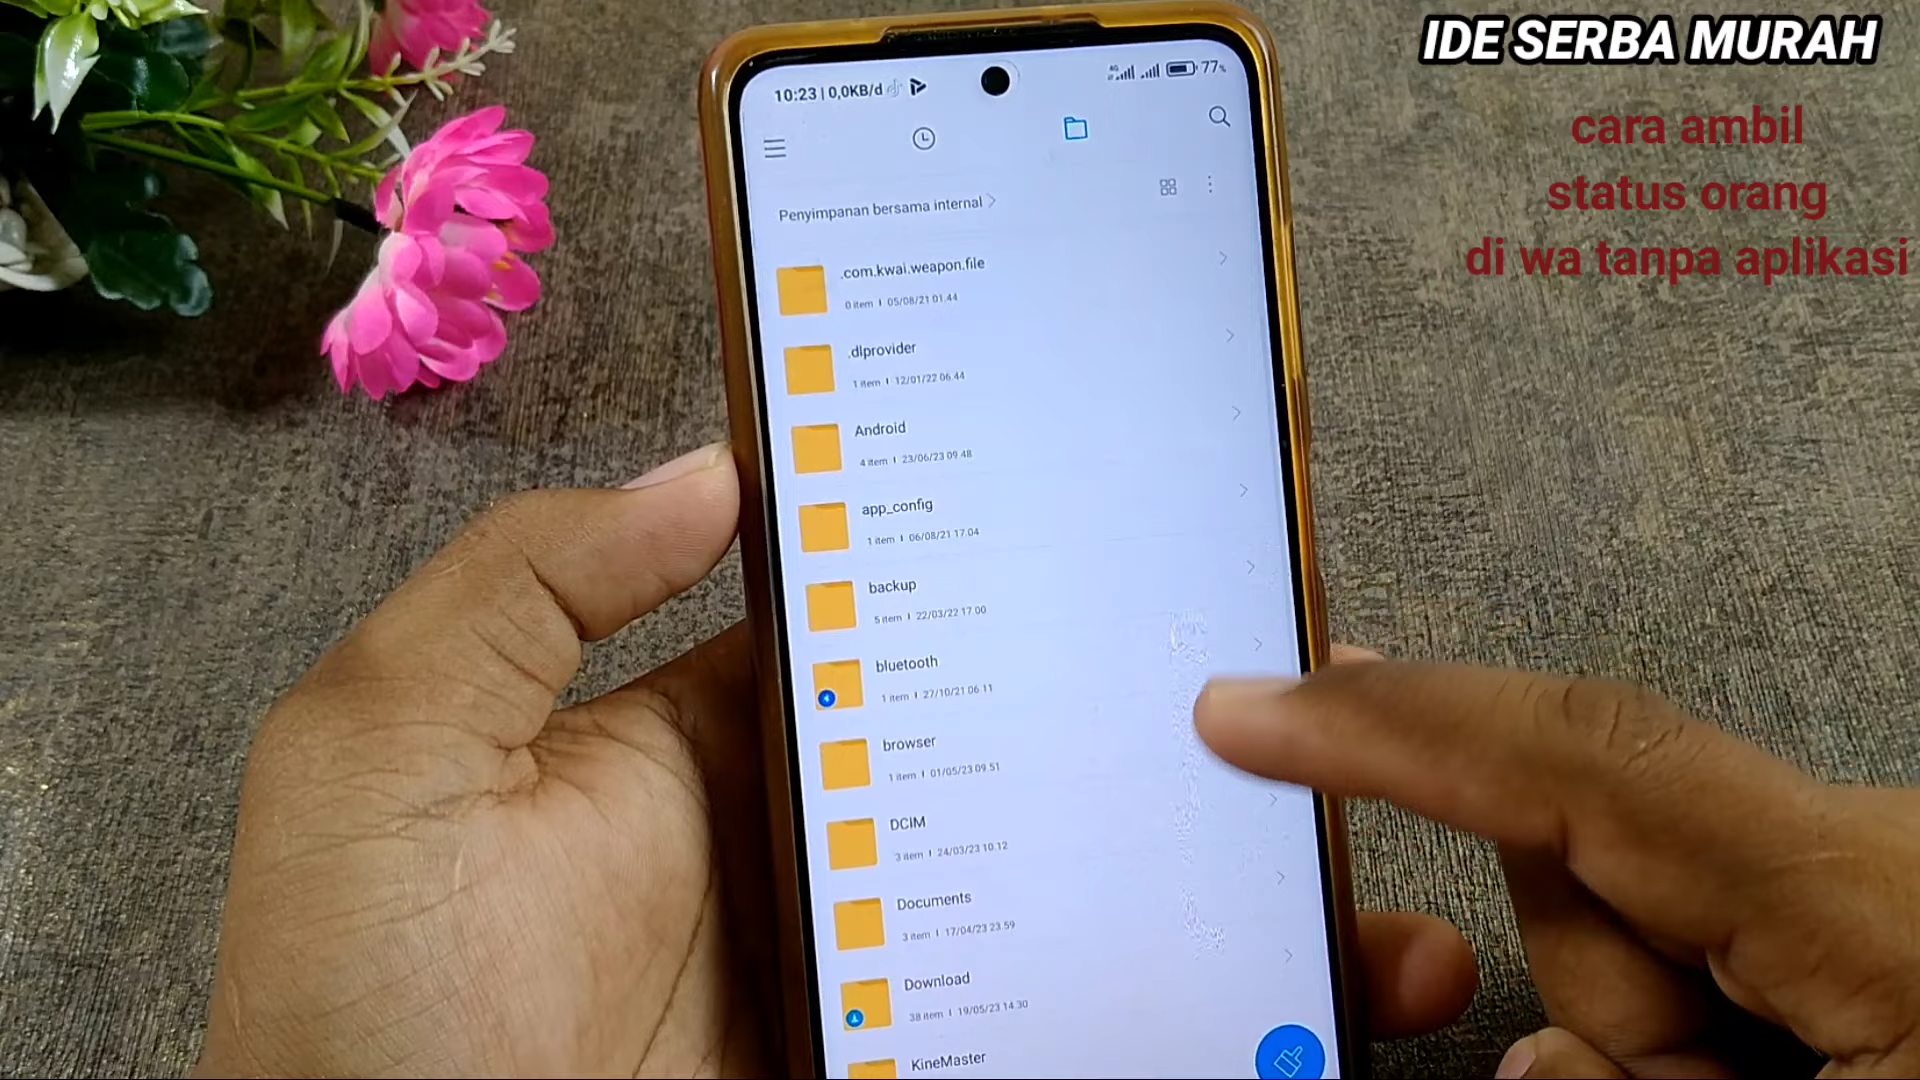 IDE SERBA MURAH
cara ambil
status orang
di wa tanpa aplikasi
10:23 | 0,0KB/d
77%
Penyimpanan bersama internal
.com.kwai.weapon.file
0 item | 05/08/21 01.44
.dlprovider
1 item | 12/01/22 06.44
Android
4 item | 23/06/23 09.48
app_config
1 item | 06/08/21 17.04
backup
5 item | 22/03/22 17.00
bluetooth
1 item | 27/10/21 06.11
browser
1 item | 01/05/23 09.51
DCIM
3 item | 24/03/23 10.12
Documents
3 item | 17/04/23 23.59
Download
38 item | 19/05/23 14.30
KineMaster